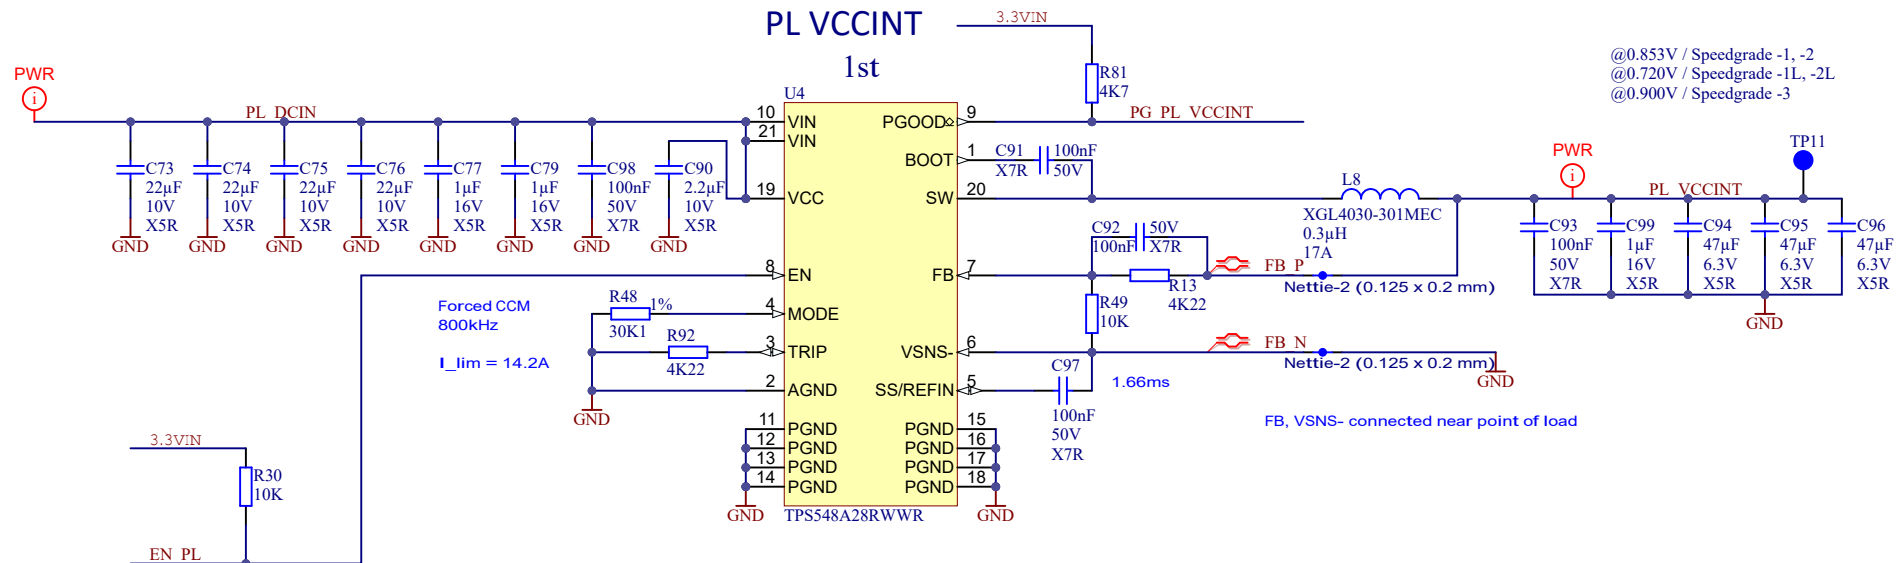 PL VCCINT
1st
3.3VIN
R81
4K7
@0.853V / Speedgrade -1, -2
@0.720V / Speedgrade -1L, -2L
@0.900V / Speedgrade -3
PWR
i
PL_DCIN
C73
22µF
10V
X5R
GND
C74
22µF
10V
X5R
GND
C75
22µF
10V
X5R
GND
C76
22µF
10V
X5R
GND
C77
1µF
16V
X5R
GND
C79
1µF
16V
X5R
GND
C98
100nF
50V
X7R
GND
C90
2.2µF
10V
X5R
GND
U4
10 VIN
21 VIN
19 VCC
8 EN
4 MODE
3 TRIP
2 AGND
11 PGND
12 PGND
13 PGND
14 PGND
PGOOD 9
BOOT 1
SW 20
FB 7
VSNS- 6
SS/REFIN 5
PGND 15
PGND 16
PGND 17
PGND 18
GND
GND
TPS548A28RWWR
PG_PL_VCCINT
C91
X7R
100nF
50V
C92
100nF
50V
X7R
L8
XGL4030-301MEC
0.3µH
17A
FB_P
Nettie-2 (0.125 x 0.2 mm)
R13
4K22
R49
10K
FB_N
Nettie-2 (0.125 x 0.2 mm)
GND
C97
100nF
50V
X7R
1.66ms
FB, VSNS- connected near point of load
PWR
i
PL_VCCINT
TP11
C93
100nF
50V
X7R
C99
1µF
16V
X5R
C94
47µF
6.3V
X5R
C95
47µF
6.3V
X5R
C96
47µF
6.3V
X5R
GND
Forced CCM
800kHz
I_lim = 14.2A
R48
1%
30K1
R92
4K22
GND
3.3VIN
R30
10K
EN_PL